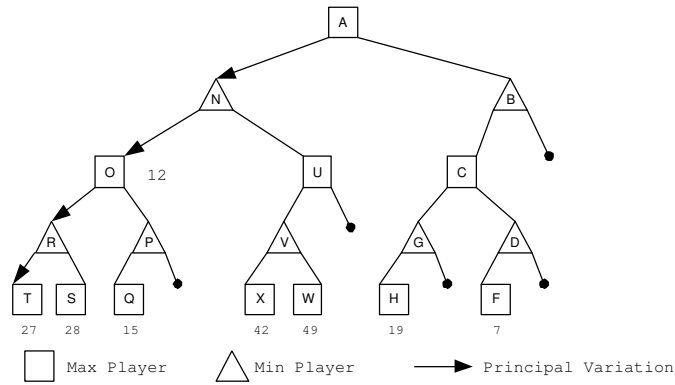 A
N
B
O
12
U
C
R
P
V
G
D
T
S
Q
X
W
H
F
27
28
15
42
49
19
7
Max Player
Min Player
Principal Variation